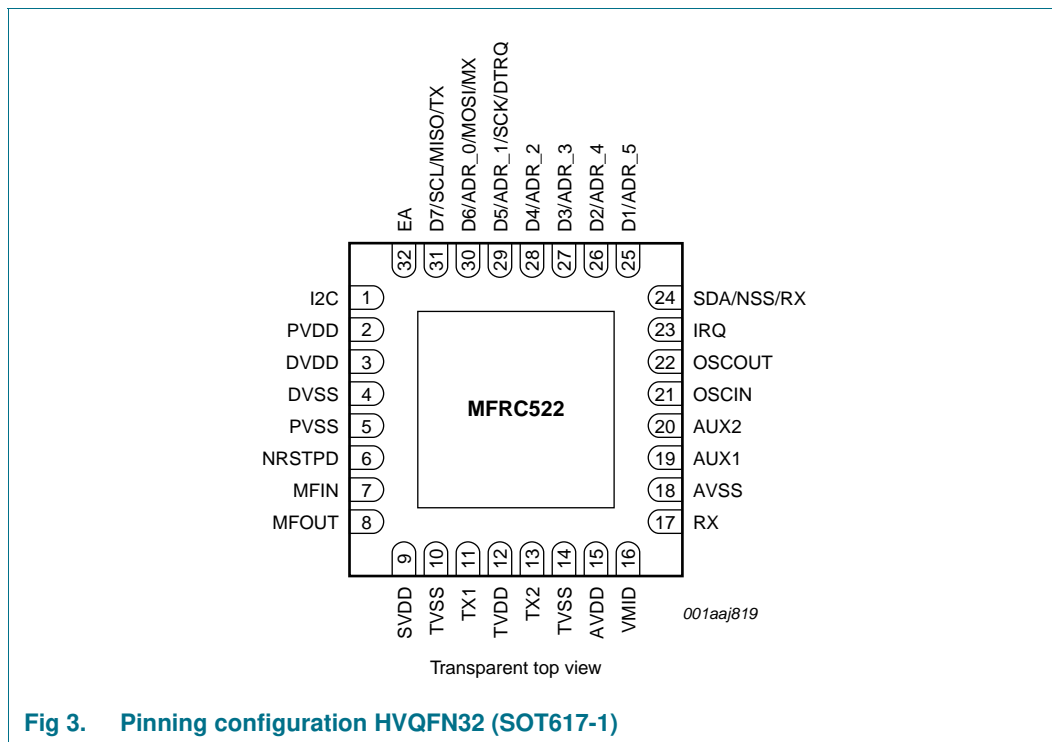 D7/SCL/MISO/TX
D6/ADR_0/MOSI/MX
D5/ADR_1/SCK/DTRQ
D4/ADR_2
D3/ADR_3
D2/ADR_4
D1/ADR_5
EA
32
31
30
29
28
27
26
25
I2C 1
PVDD 2
DVDD 3
DVSS 4
PVSS 5
NRSTPD 6
MFIN 7
MFOUT 8
MFRC522
24 SDA/NSS/RX
23 IRQ
22 OSCOUT
21 OSCIN
20 AUX2
19 AUX1
18 AVSS
17 RX
9
10
11
12
13
14
15
16
SVDD
TVSS
TX1
TVDD
TX2
TVSS
AVDD
VMID
001aaj819
Transparent top view
Fig 3. Pinning configuration HVQFN32 (SOT617-1)